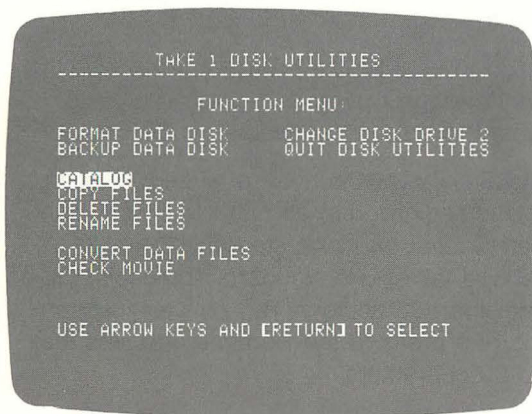 TAKE 1 DISK UTILITIES
FUNCTION MENU:
FORMAT DATA DISK CHANGE DISK DRIVE 2
BACKUP DATA DISK QUIT DISK UTILITIES
CATALOG
COPY FILES
DELETE FILES
RENAME FILES
CONVERT DATA FILES
CHECK MOVIE
USE ARROW KEYS AND [RETURN] TO SELECT